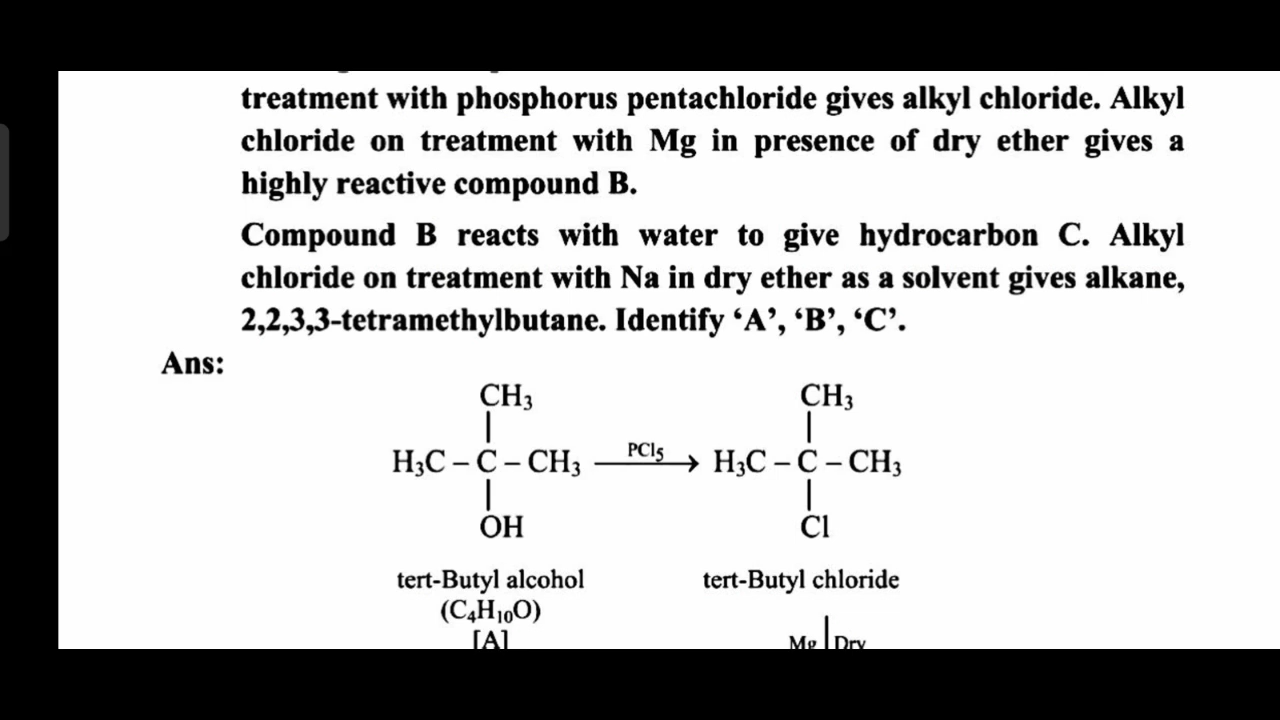 treatment with phosphorus pentachloride gives alkyl chloride. Alkyl
chloride on treatment with Mg in presence of dry ether gives a
highly reactive compound B.
Compound B reacts with water to give hydrocarbon C. Alkyl
chloride on treatment with Na in dry ether as a solvent gives alkane,
2,2,3,3-tetramethylbutane. Identify ‘A’, ‘B’, ‘C’.
Ans:
CH₃ CH₃
H₃C – C – CH₃ PCl₅ → H₃C – C – CH₃
OH Cl
tert-Butyl alcohol tert-Butyl chloride
(C₄H₁₀O)
[A] Mg Dry